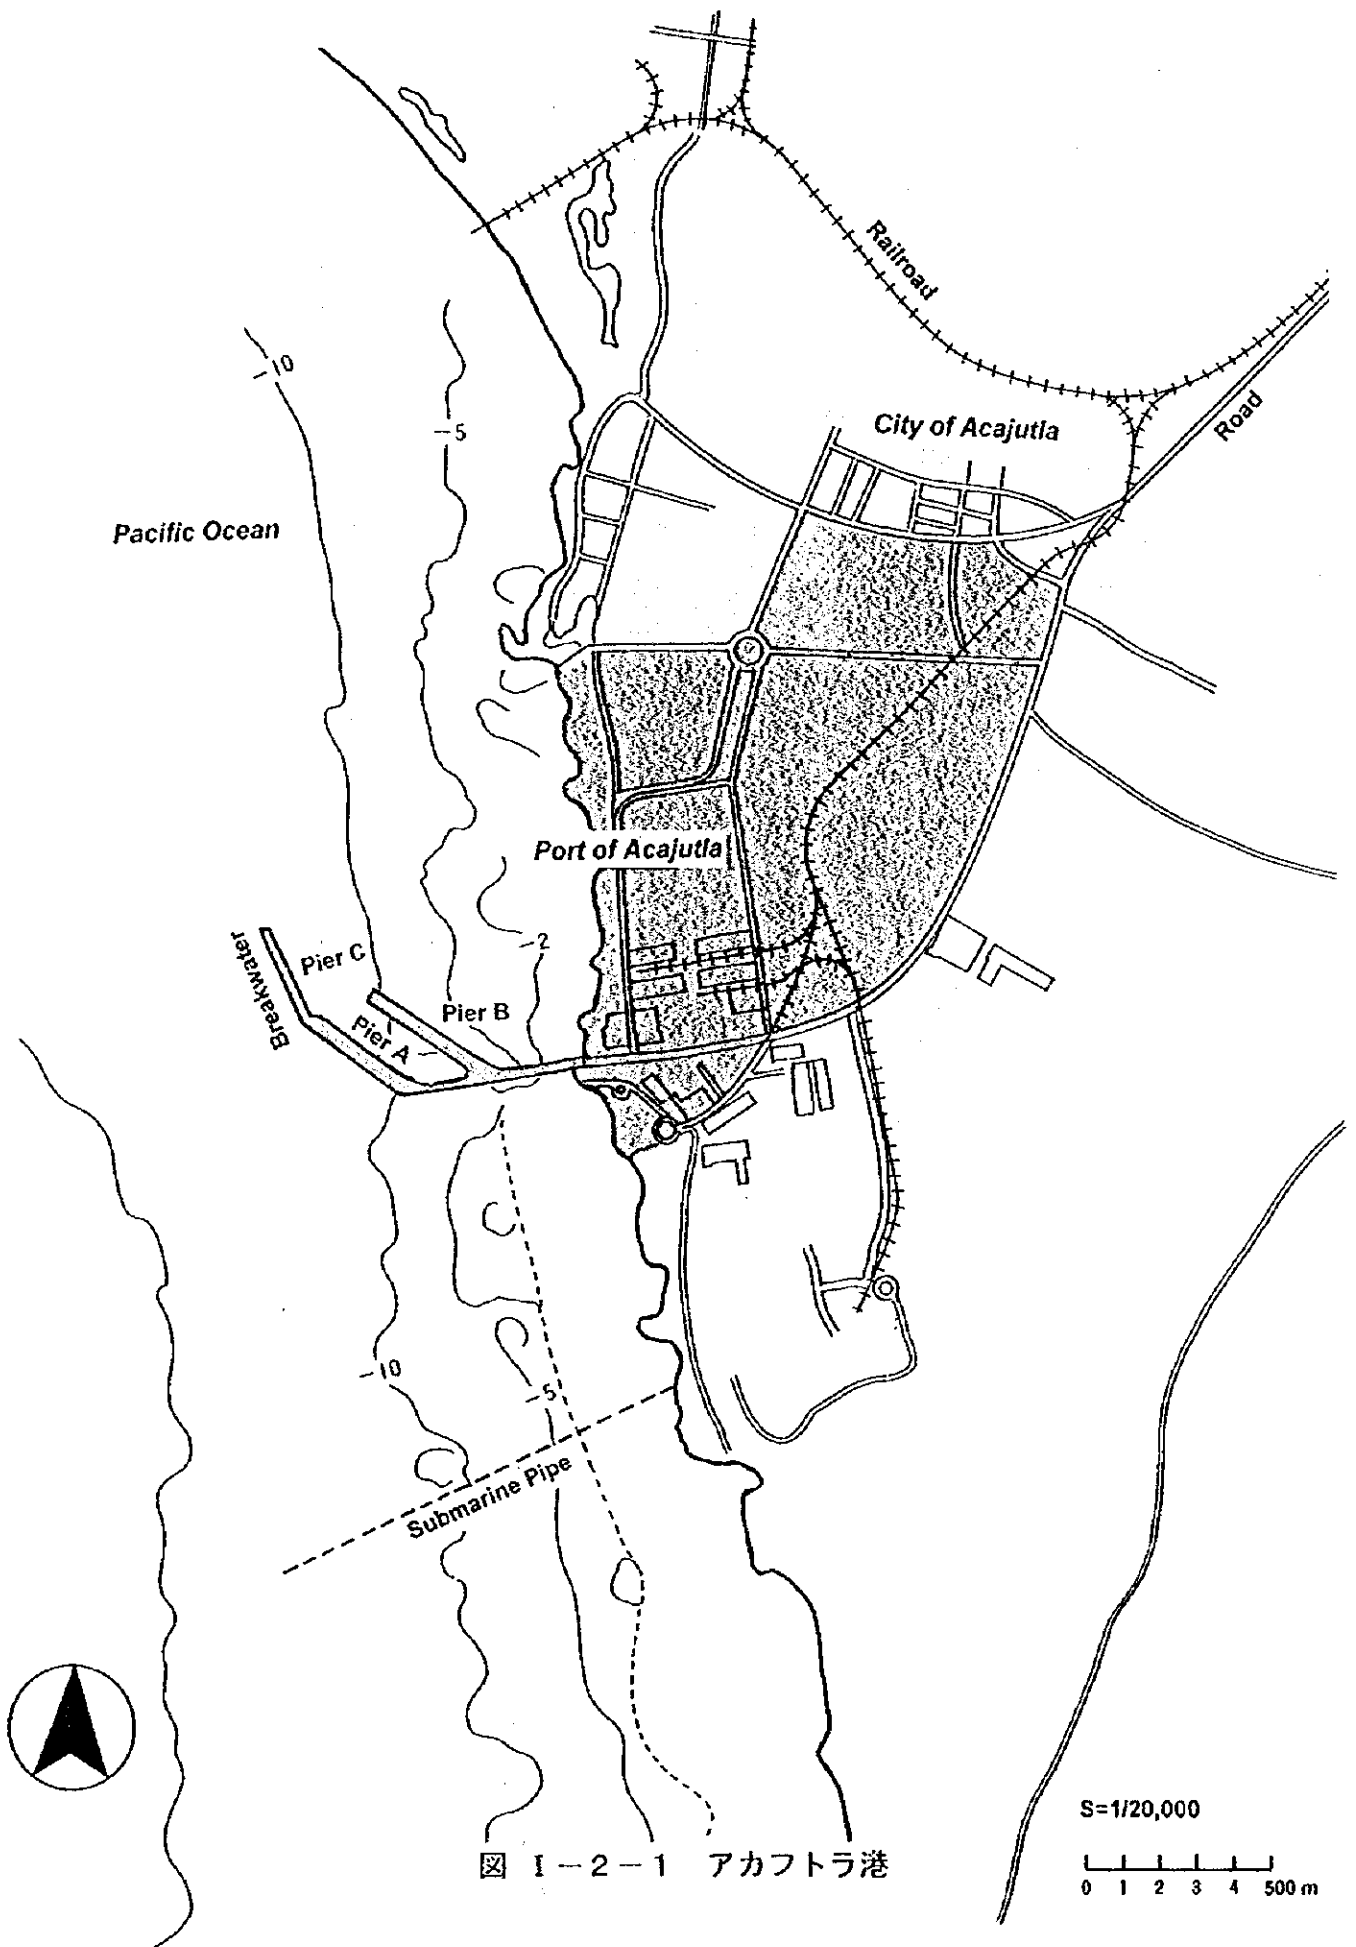 Railroad
-10
-5
City of Acajutla
Road
Pacific Ocean
Port of Acajutla
Breakwater
Pier C
-2
Pier B
Pier A
-10
-5
Submarine Pipe
S=1/20,000
0 1 2 3 4 500 m
図 I-2-1 アカフトラ港